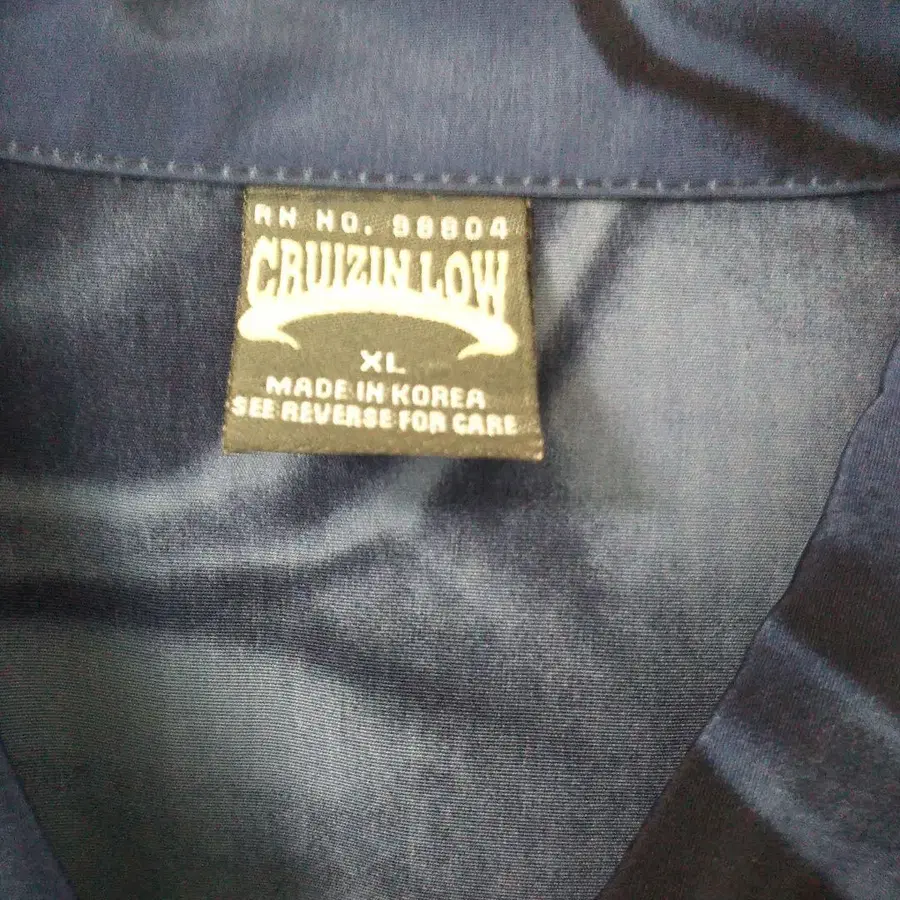 RN NO. 98804
CRUIZIN LOW
XL
MADE IN KOREA
SEE REVERSE FOR CARE